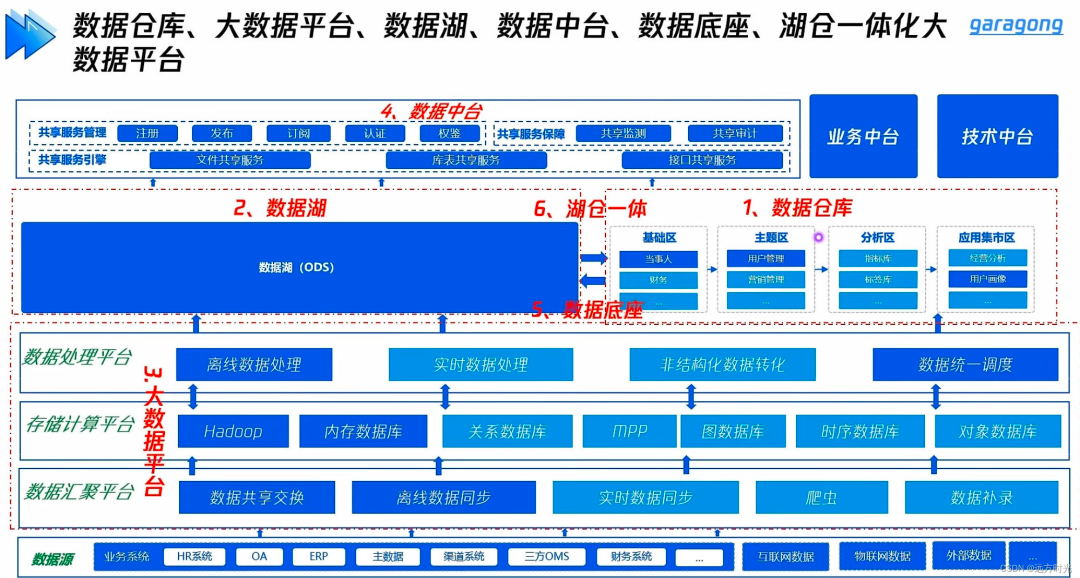 数据仓库、大数据平台、数据湖、数据中台、数据底座、湖仓一体化大
数据平台
garagong
4、数据中台
共享服务管理 注册 发布 订阅 认证 权鉴 共享服务保障 共享监测 共享审计
共享服务引擎 文件共享服务 库表共享服务 接口共享服务
业务中台 技术中台
2、数据湖 6、湖仓一体 1、数据仓库
数据湖（ODS）
基础区 主题区 分析区 应用集市区
当事人 用户管理 指标库 经营分析
财务 营销管理 标签库 用户画像
... ... ... ...
5、数据底座
3.大数据平台
数据处理平台 离线数据处理 实时数据处理 非结构化数据转化 数据统一调度
存储计算平台 Hadoop 内存数据库 关系数据库 MPP 图数据库 时序数据库 对象数据库
数据汇聚平台 数据共享交换 离线数据同步 实时数据同步 爬虫 数据补录
数据源 业务系统 HR系统 OA ERP 主数据 渠道系统 三方OMS 财务系统 ... 互联网数据 物联网数据 外部数据 ...
CSDN @远方时光